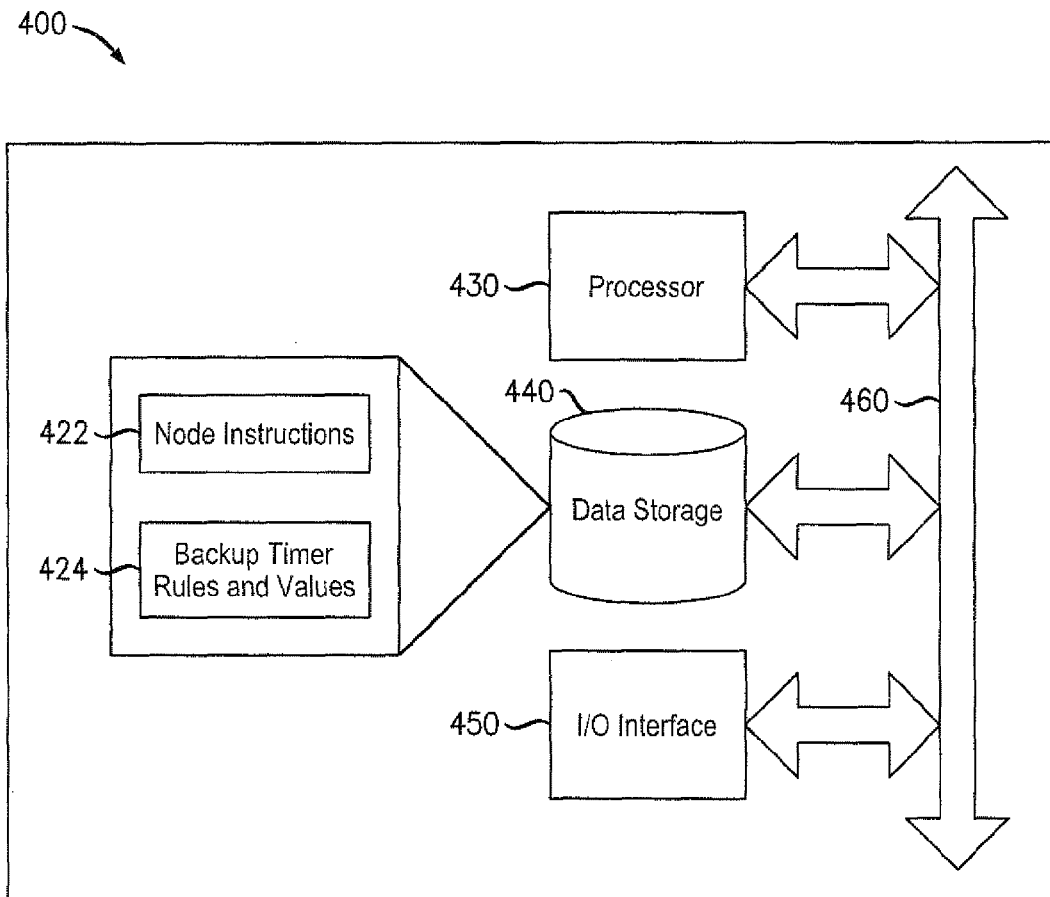 400
430
Processor
440
460
422
Node Instructions
Data Storage
424
Backup Timer
Rules and Values
450
I/O Interface